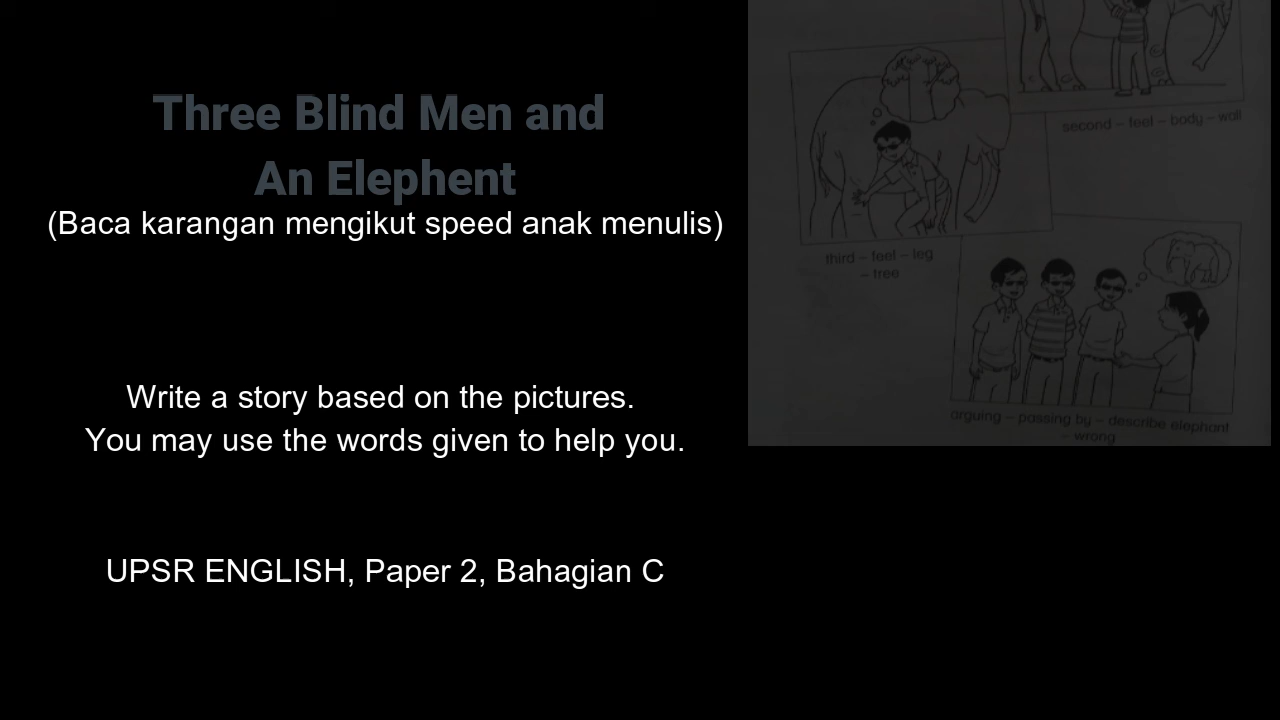 Three Blind Men and
An Elephent
(Baca karangan mengikut speed anak menulis)
Write a story based on the pictures.
You may use the words given to help you.
UPSR ENGLISH, Paper 2, Bahagian C
second – feel – body – wall
third – feel – leg
– tree
arguing – passing by – describe elephant
– wrong